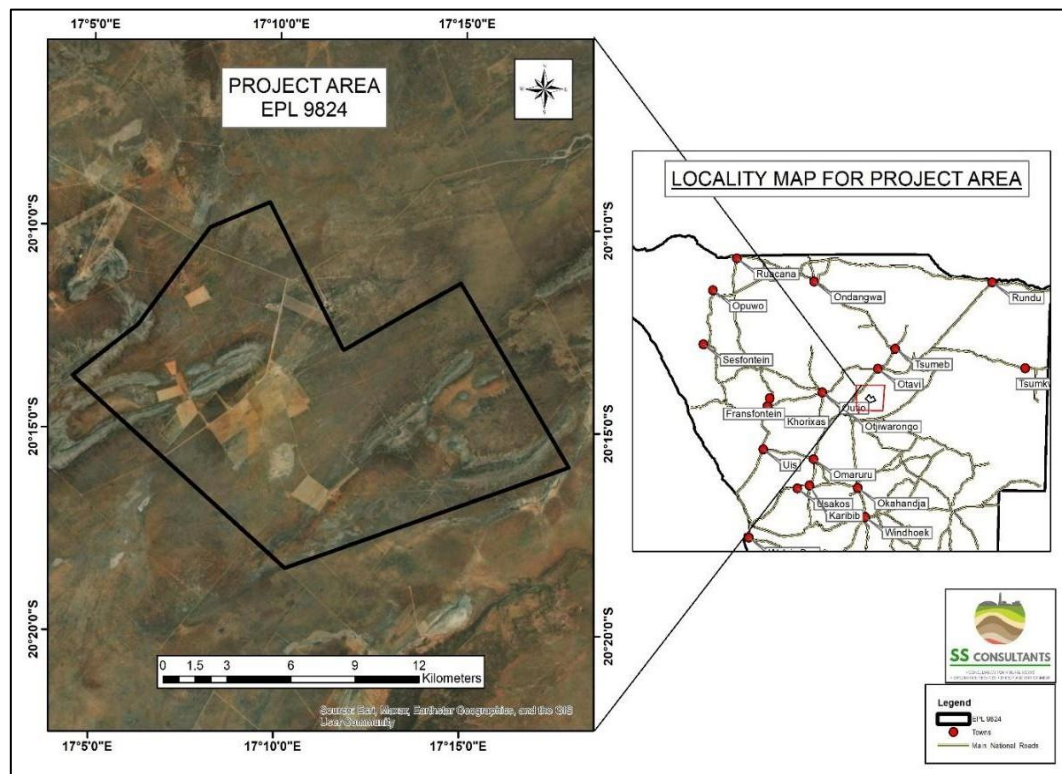 17°5'0"E 17°10'0"E 17°15'0"E
PROJECT AREA
EPL 9824
20°10'0"S
20°15'0"S
20°20'0"S
20°10'0"S
20°15'0"S
20°20'0"S
0 1.5 3 6 9 12
Kilometers
Source: Esri, Maxar, Earthstar Geographics, and the GIS
User Community
17°5'0"E 17°10'0"E 17°15'0"E
LOCALITY MAP FOR PROJECT AREA
Ruacana
Ondangwa
Rundu
Opuwo
Sesfontein
Tsumeb
Otavi
Tsumkw
Fransfontein
Khorixas
Otjiwarongo
Uis
Omaruru
Usakos
Karibib
Okahandja
Windhoek
SS CONSULTANTS
Legend
EPL 9824
Towns
Main National Roads